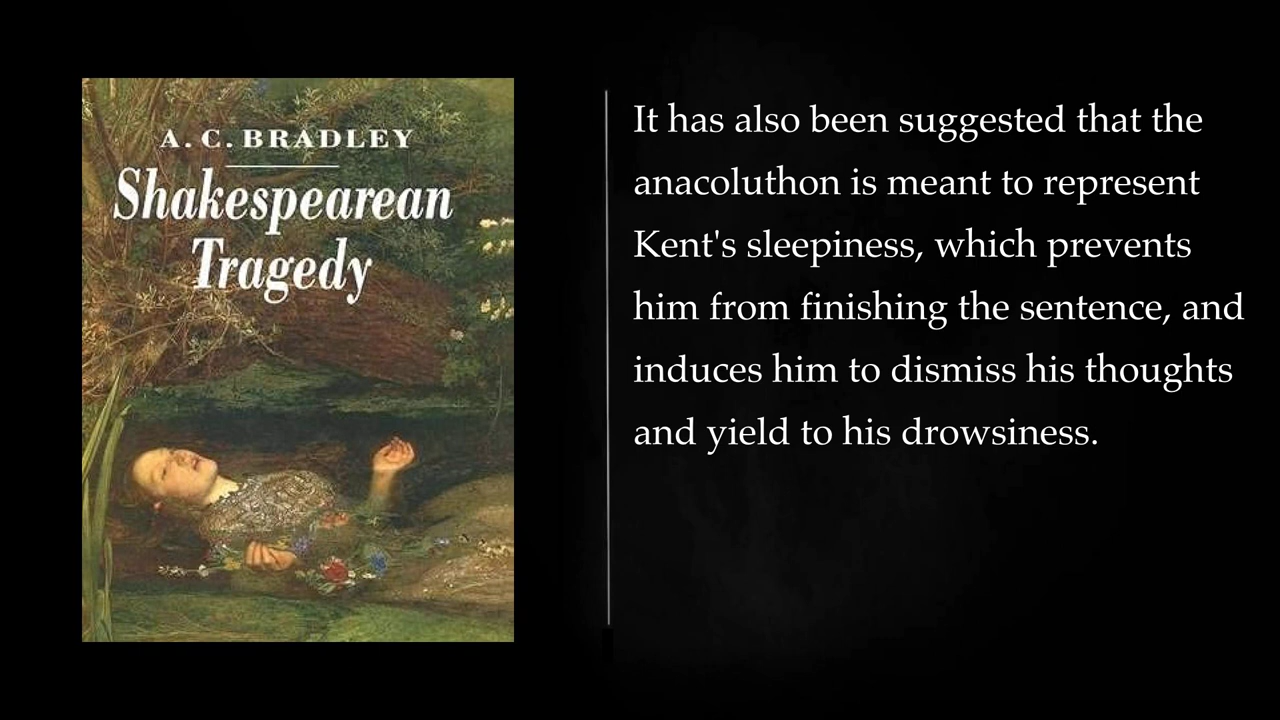 A. C. BRADLEY
Shakespearean
Tragedy
It has also been suggested that the
anacoluthon is meant to represent
Kent's sleepiness, which prevents
him from finishing the sentence, and
induces him to dismiss his thoughts
and yield to his drowsiness.